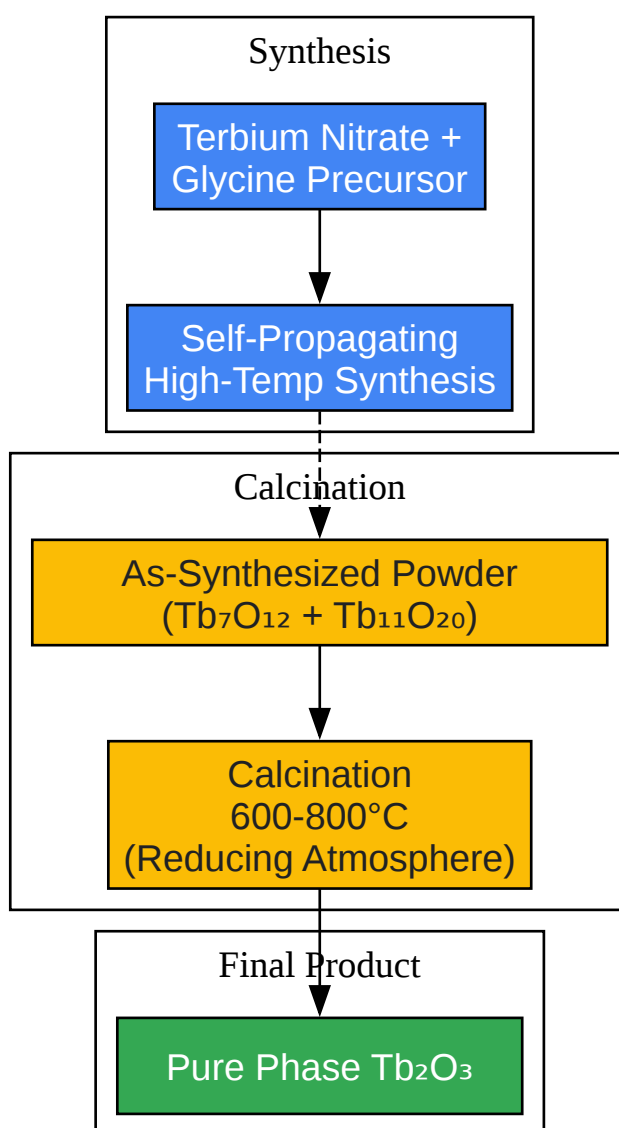 Synthesis
Terbium Nitrate +
Glycine Precursor
Self-Propagating
High-Temp Synthesis
Calcination
As-Synthesized Powder
(Tb₇O₁₂ + Tb₁₁O₂₀)
Calcination
600-800°C
(Reducing Atmosphere)
Final Product
Pure Phase Tb₂O₃